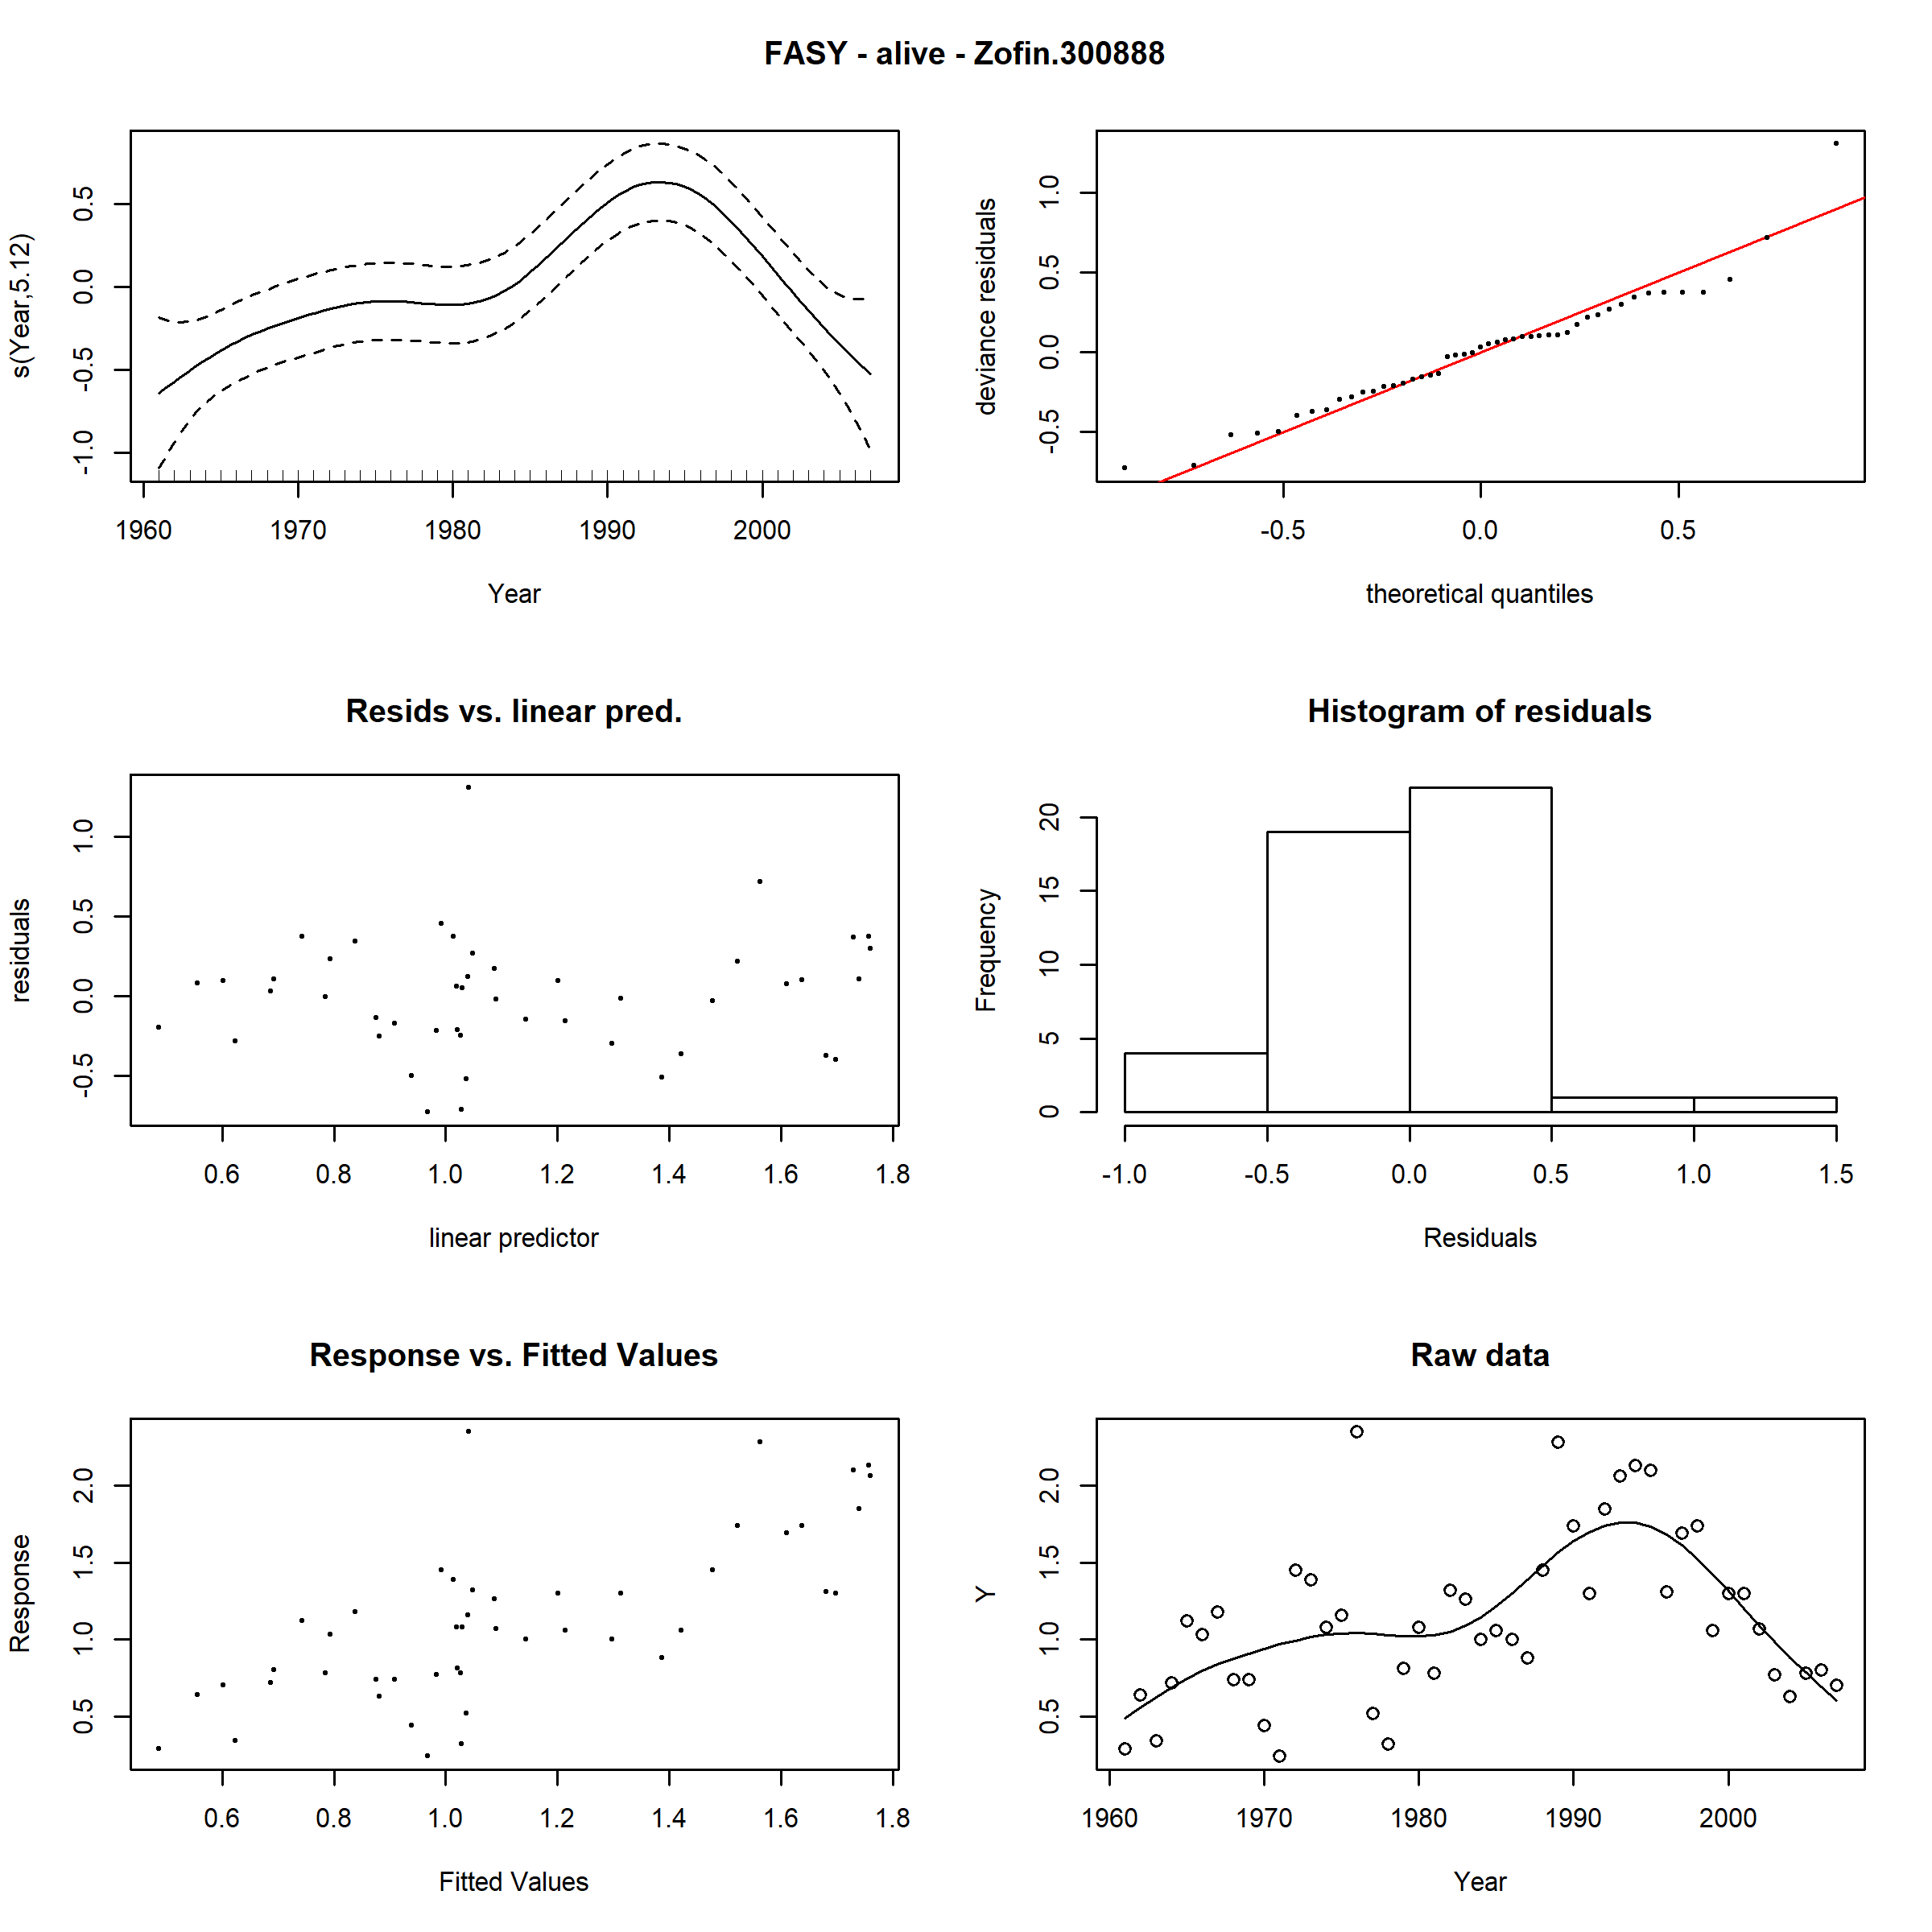 FASY - alive - Zofin.300888
s(Year,5.12)
-1.0 -0.5 0.0 0.5
1960 1970 1980 1990 2000
Year
deviance residuals
-0.5 0.0 0.5 1.0
-0.5 0.0 0.5
theoretical quantiles
Resids vs. linear pred.
residuals
-0.5 0.0 0.5 1.0
0.6 0.8 1.0 1.2 1.4 1.6 1.8
linear predictor
Histogram of residuals
Frequency
0 5 10 15 20
-1.0 -0.5 0.0 0.5 1.0 1.5
Residuals
Response vs. Fitted Values
Response
0.5 1.0 1.5 2.0
0.6 0.8 1.0 1.2 1.4 1.6 1.8
Fitted Values
Raw data
Y
0.5 1.0 1.5 2.0
1960 1970 1980 1990 2000
Year